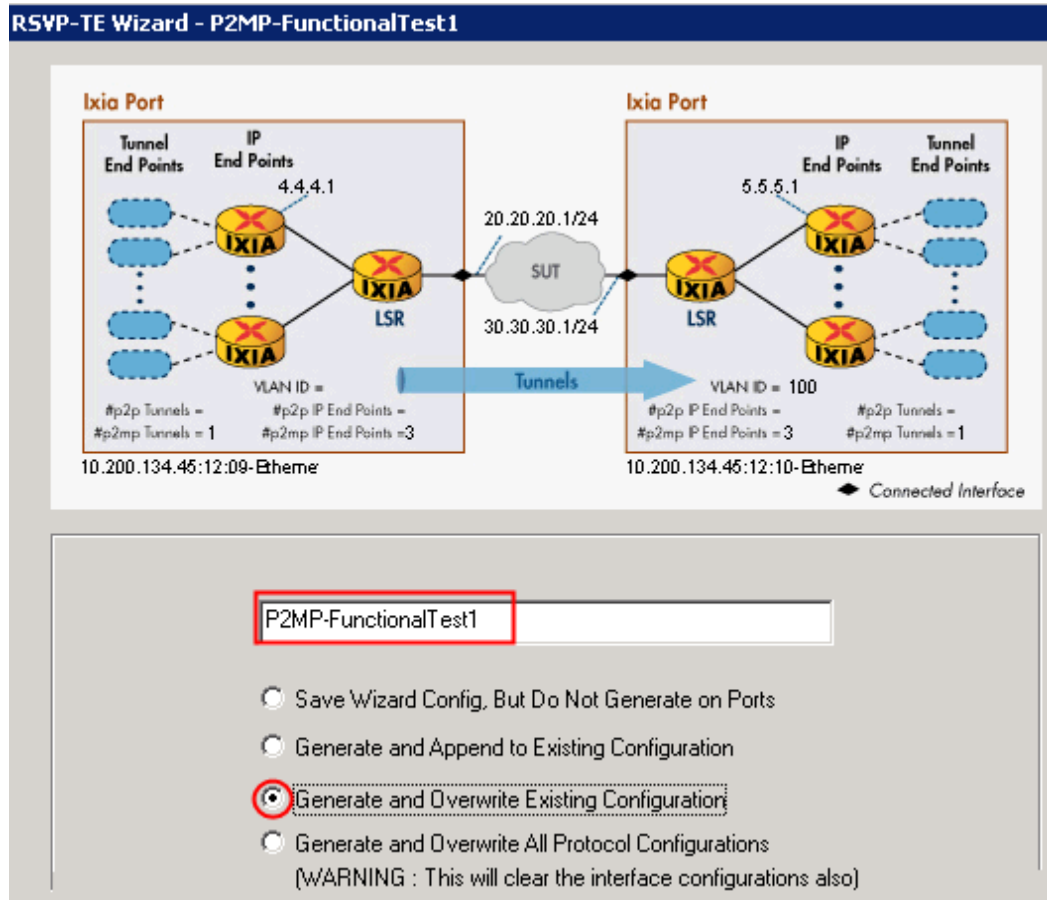 RSVP-TE Wizard - P2MP-FunctionalTest1
Ixia Port
Tunnel End Points
IP End Points
4.4.4.1
IXIA
IXIA
IXIA
LSR
VLAN ID =
#p2p Tunnels =
#p2p IP End Points =
#p2mp Tunnels = 1
#p2mp IP End Points =3
10.200.134.45:12:09-Etherne
20.20.20.1/24
SUT
30.30.30.1/24
Tunnels
Ixia Port
IP End Points
Tunnel End Points
5.5.5.1
IXIA
IXIA
IXIA
LSR
VLAN ID = 100
#p2p IP End Points =
#p2p Tunnels =
#p2mp IP End Points = 3
#p2mp Tunnels =1
10.200.134.45:12:10-Etherne
Connected Interface
P2MP-FunctionalTest1
Save Wizard Config, But Do Not Generate on Ports
Generate and Append to Existing Configuration
Generate and Overwrite Existing Configuration
Generate and Overwrite All Protocol Configurations
(WARNING : This will clear the interface configurations also)